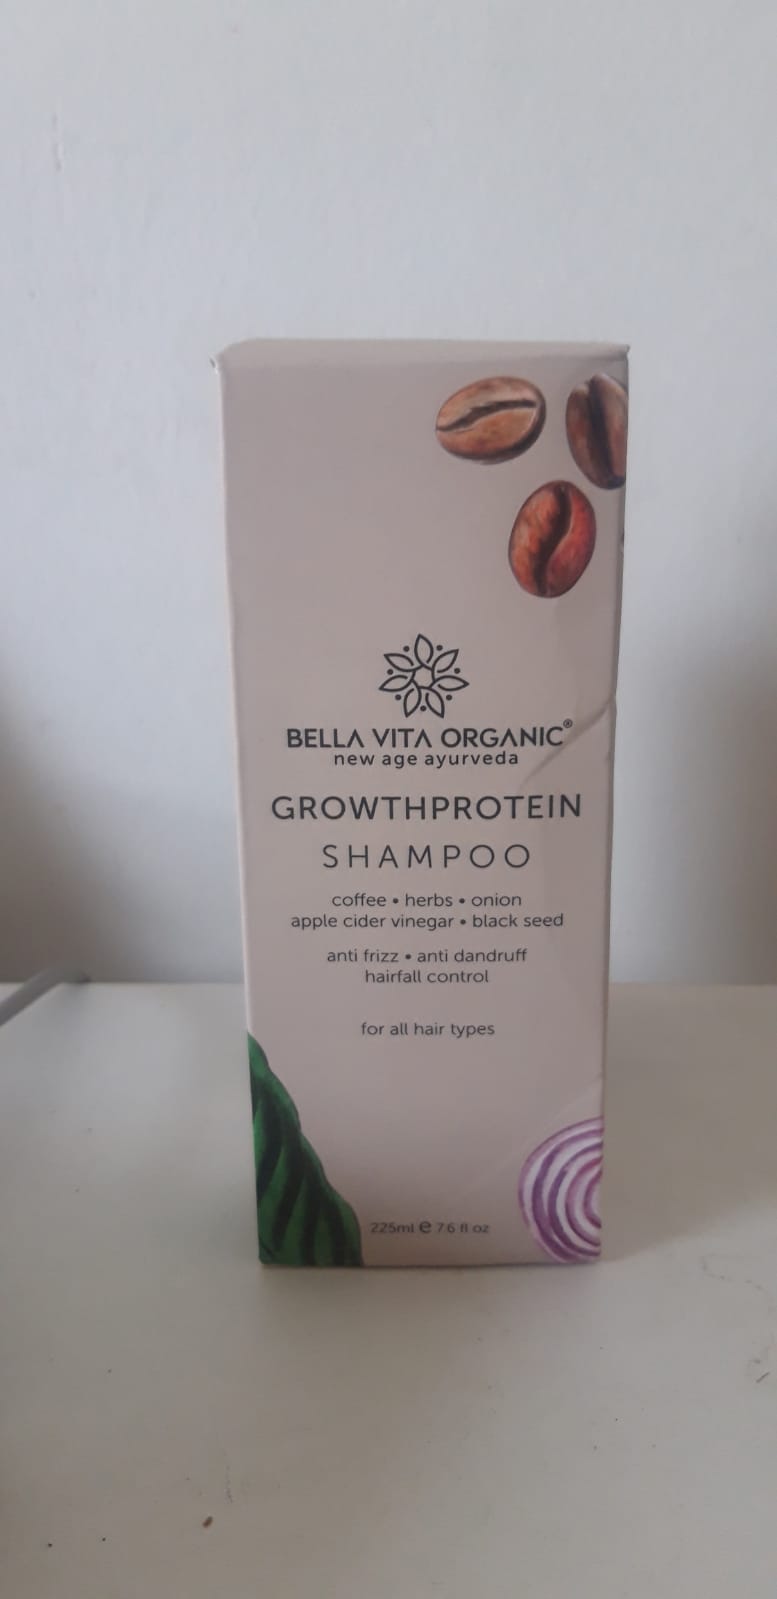 BELLA VITA ORGANIC®
new age ayurveda
GROWTHPROTEIN
SHAMPOO
coffee • herbs • onion
apple cider vinegar • black seed
anti frizz • anti dandruff
hairfall control
for all hair types
225ml ℮ 7.6 fl oz